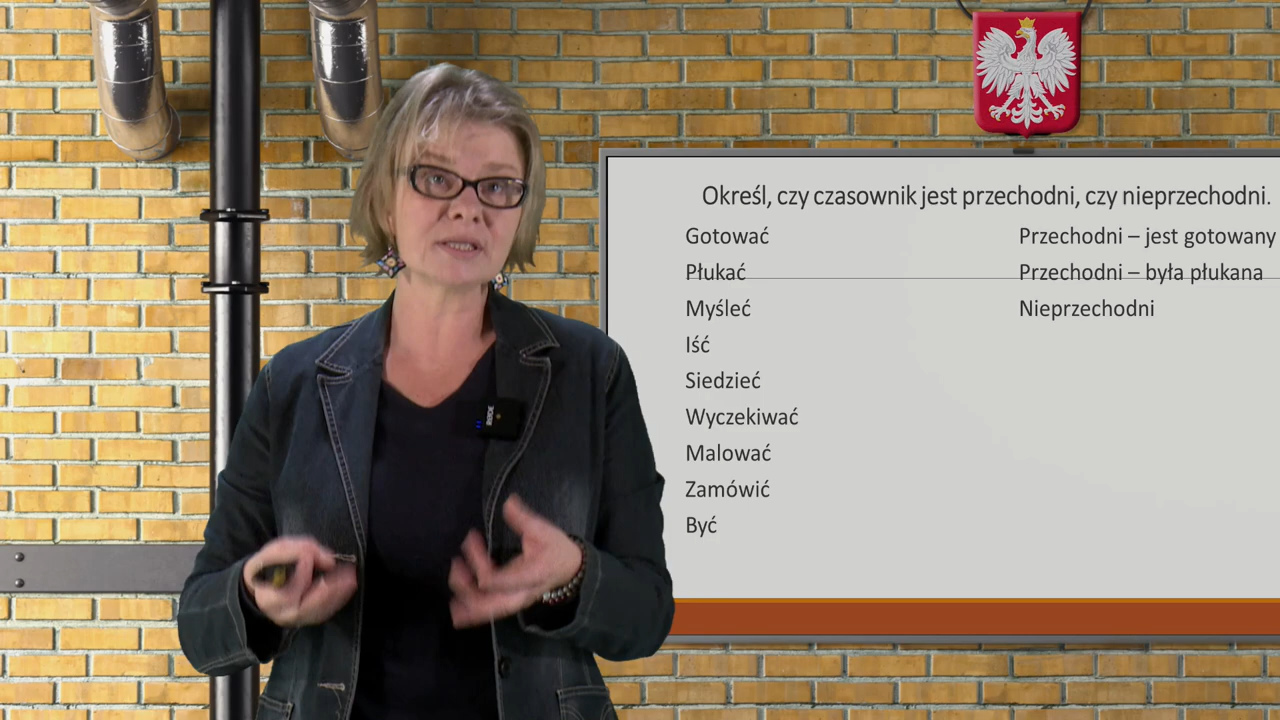 Określ, czy czasownik jest przechodni, czy nieprzechodni.
Gotować Przechodni – jest gotowany
Płukać Przechodni – była płukana
Myśleć Nieprzechodni
Iść
Siedzieć
Wyczekiwać
Malować
Zamówić
Być
RODE